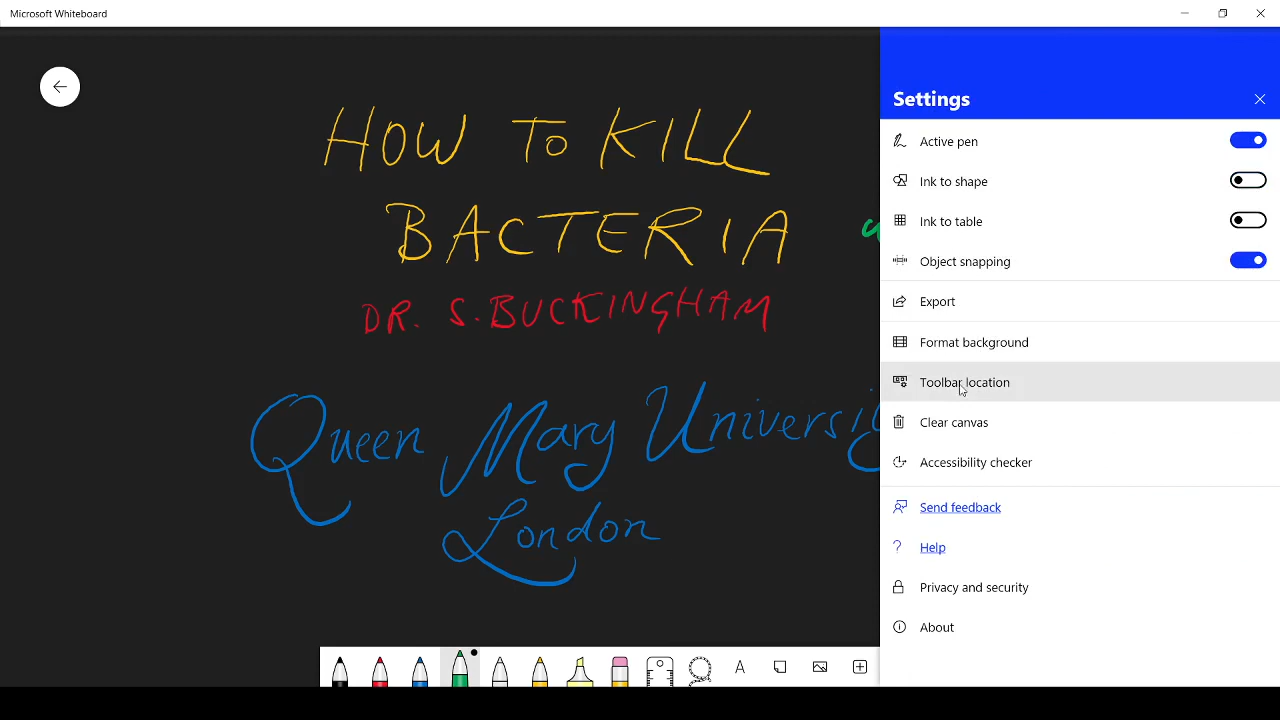 Microsoft Whiteboard
HOW TO KILL
BACTERIA
DR. S. BUCKINGHAM
Queen Mary Universi
London
Settings
Active pen
Ink to shape
Ink to table
Object snapping
Export
Format background
Toolbar location
Clear canvas
Accessibility checker
Send feedback
Help
Privacy and security
About